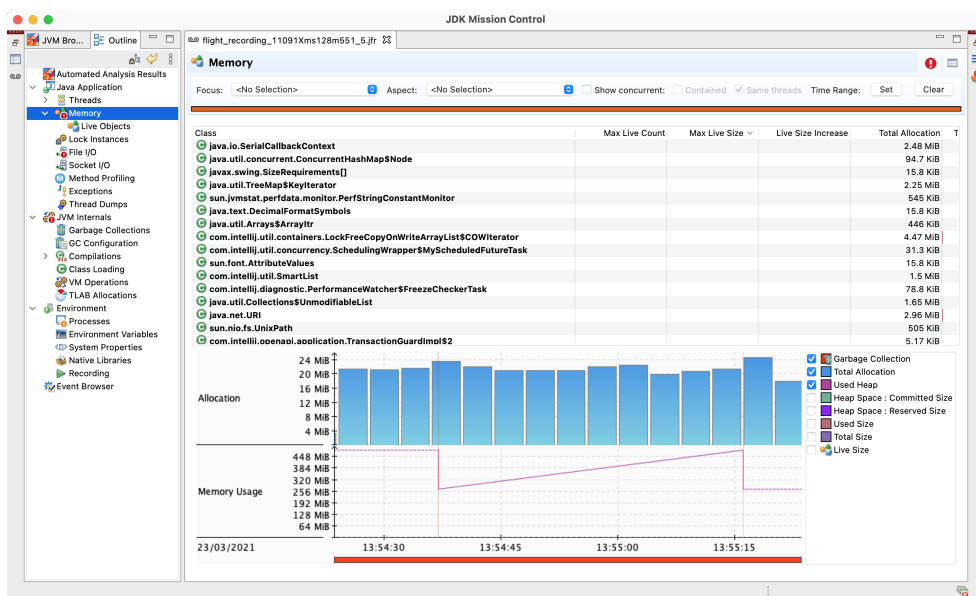 JDK Mission Control
JVM Bro...
Outline
flight_recording_11091Xms128m551_5.jfr
Automated Analysis Results
Java Application
Threads
Memory
Live Objects
Lock Instances
File I/O
Socket I/O
Method Profiling
Exceptions
Thread Dumps
JVM Internals
Garbage Collections
GC Configuration
Compilations
Class Loading
VM Operations
TLAB Allocations
Environment
Processes
Environment Variables
System Properties
Native Libraries
Recording
Event Browser
Memory
Focus: <No Selection> Aspect: <No Selection> Show concurrent: Contained Same threads Time Range: Set Clear
Class Max Live Count Max Live Size Live Size Increase Total Allocation T
java.io.SerialCallbackContext 2.48 MiB
java.util.concurrent.ConcurrentHashMap$Node 94.7 KiB
javax.swing.SizeRequirements[] 15.8 KiB
java.util.TreeMap$KeyIterator 2.25 MiB
sun.jvmstat.perfdata.monitor.PerfStringConstantMonitor 545 KiB
java.text.DecimalFormatSymbols 15.8 KiB
java.util.Arrays$ArrayItr 446 KiB
com.intellij.util.containers.LockFreeCopyOnWriteArrayList$COWIterator 4.47 MiB
com.intellij.util.concurrency.SchedulingWrapper$MyScheduledFutureTask 31.3 KiB
sun.font.AttributeValues 15.8 KiB
com.intellij.util.SmartList 1.5 MiB
com.intellij.diagnostic.PerformanceWatcher$FreezeCheckerTask 78.8 KiB
java.util.Collections$UnmodifiableList 1.65 MiB
java.net.URI 2.96 MiB
sun.nio.fs.UnixPath 505 KiB
com.intellij.openapi.application.TransactionGuardImpl$2 5.17 KiB
Allocation
24 MiB
20 MiB
16 MiB
12 MiB
8 MiB
4 MiB
Memory Usage
448 MiB
384 MiB
320 MiB
256 MiB
192 MiB
128 MiB
64 MiB
23/03/2021 13:54:30 13:54:45 13:55:00 13:55:15
Garbage Collection
Total Allocation
Used Heap
Heap Space : Committed Size
Heap Space : Reserved Size
Used Size
Total Size
Live Size